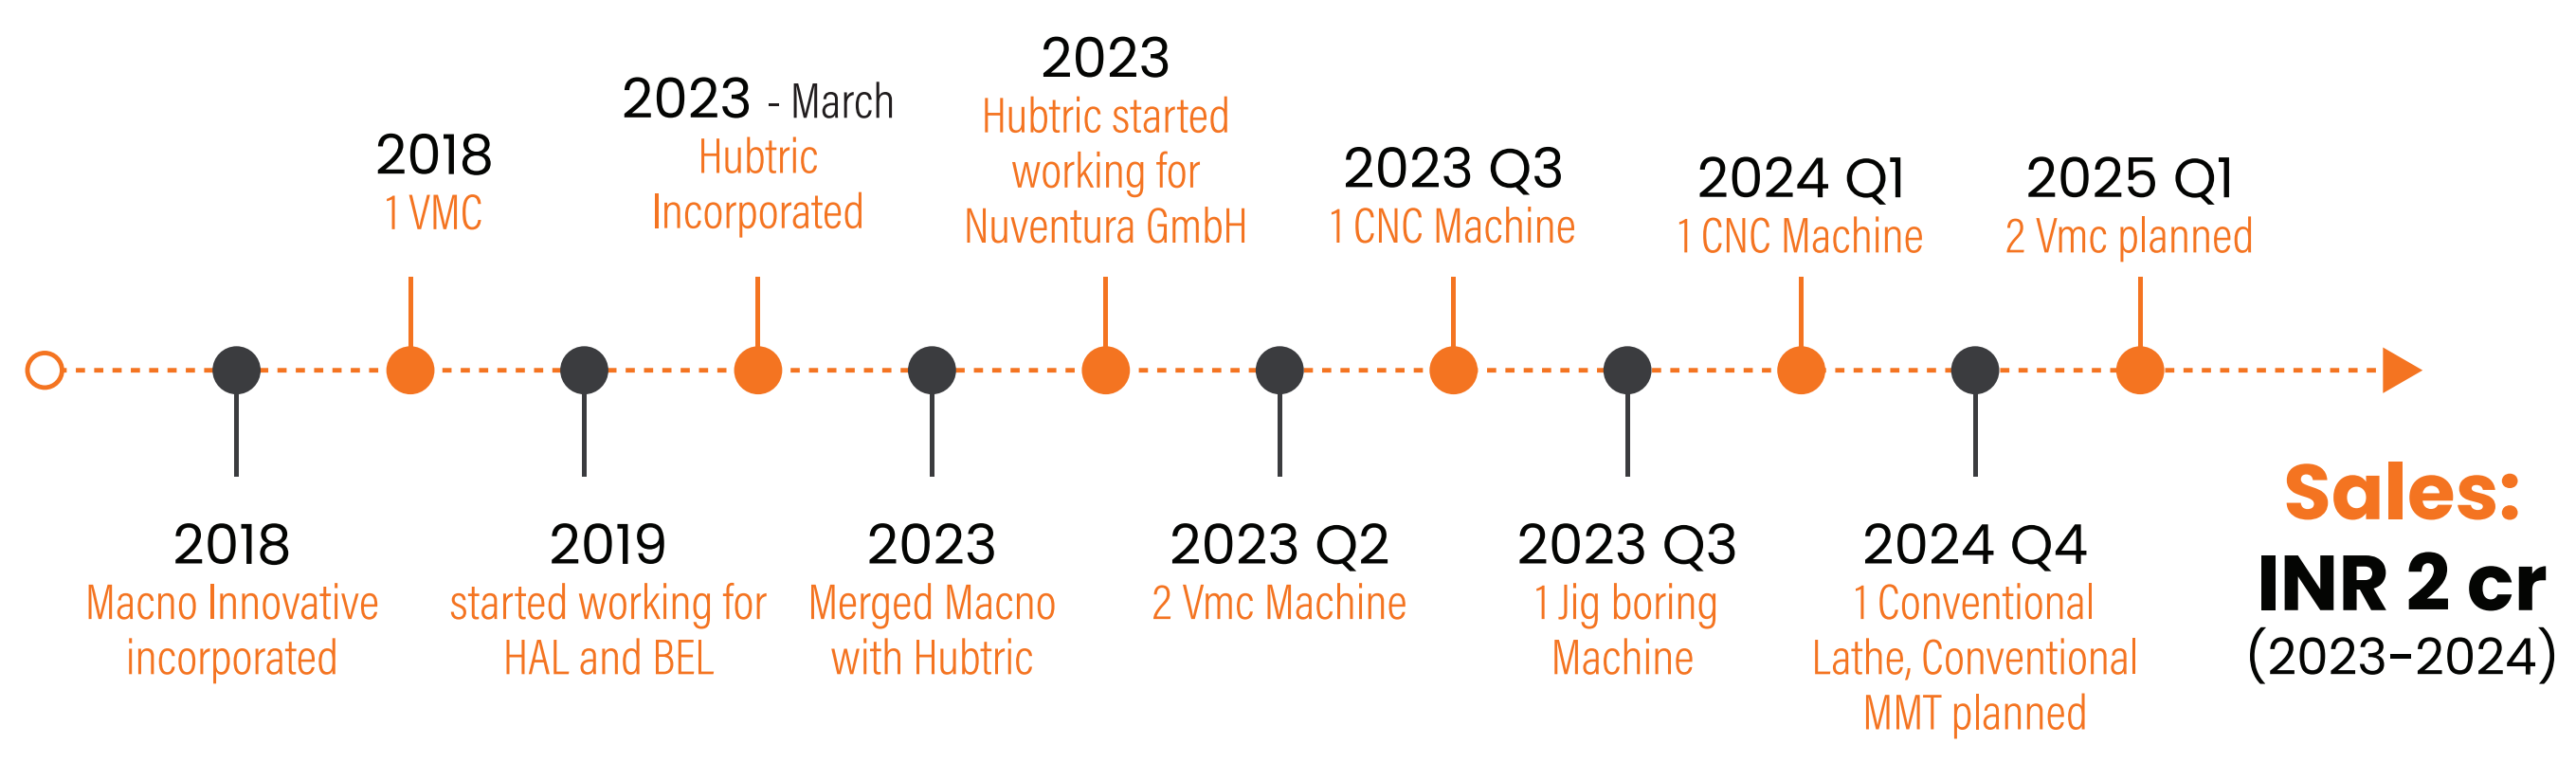 2018
Macno Innovative
incorporated
2018
1 VMC
2019
started working for
HAL and BEL
2023 - March
Hubtric
Incorporated
2023
Merged Macno
with Hubtric
2023
Hubtric started
working for
Nuventura GmbH
2023 Q2
2 Vmc Machine
2023 Q3
1 CNC Machine
2023 Q3
1 Jig boring
Machine
2024 Q1
1 CNC Machine
2024 Q4
1 Conventional
Lathe, Conventional
MMT planned
2025 Q1
2 Vmc planned
Sales:
INR 2 cr
(2023-2024)